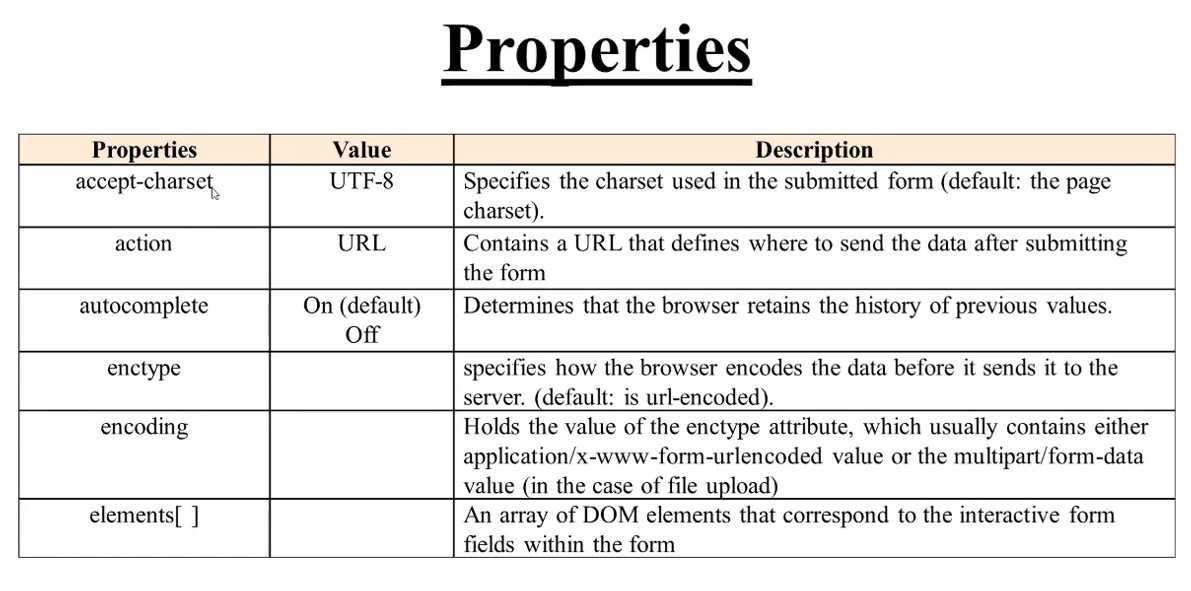 Properties
Properties Value Description
accept-charset UTF-8 Specifies the charset used in the submitted form (default: the page
charset).
action URL Contains a URL that defines where to send the data after submitting
the form
autocomplete On (default) Determines that the browser retains the history of previous values.
Off
enctype specifies how the browser encodes the data before it sends it to the
server. (default: is url-encoded).
encoding Holds the value of the enctype attribute, which usually contains either
application/x-www-form-urlencoded value or the multipart/form-data
value (in the case of file upload)
elements[ ] An array of DOM elements that correspond to the interactive form
fields within the form